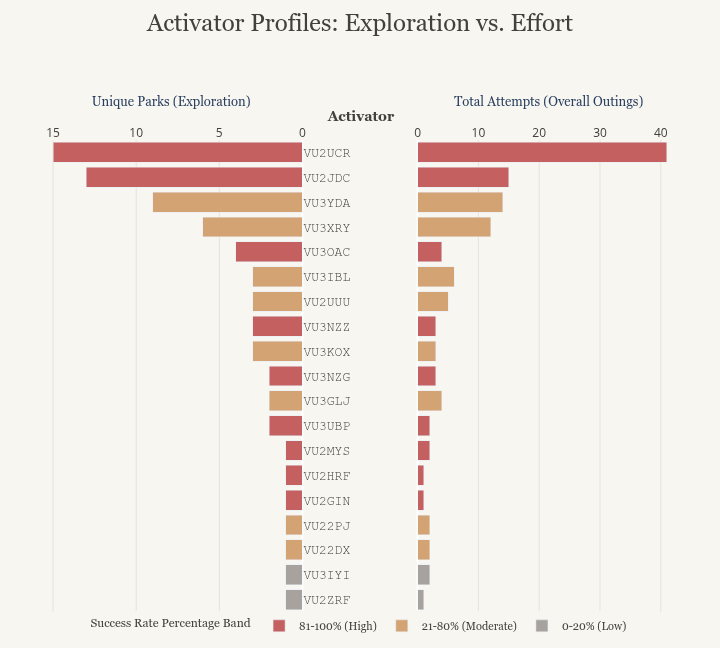 Activator Profiles: Exploration vs. Effort
Unique Parks (Exploration)
Total Attempts (Overall Outings)
Activator
15 10 5 0
0 10 20 30 40
VU2UCR
VU2JDC
VU3YDA
VU3XRY
VU3OAC
VU3IBL
VU2UUU
VU3NZZ
VU3KOX
VU3NZG
VU3GLJ
VU3UBP
VU2MYS
VU2HRF
VU2GIN
VU22PJ
VU22DX
VU3IYI
VU2ZRF
Success Rate Percentage Band 81-100% (High) 21-80% (Moderate) 0-20% (Low)